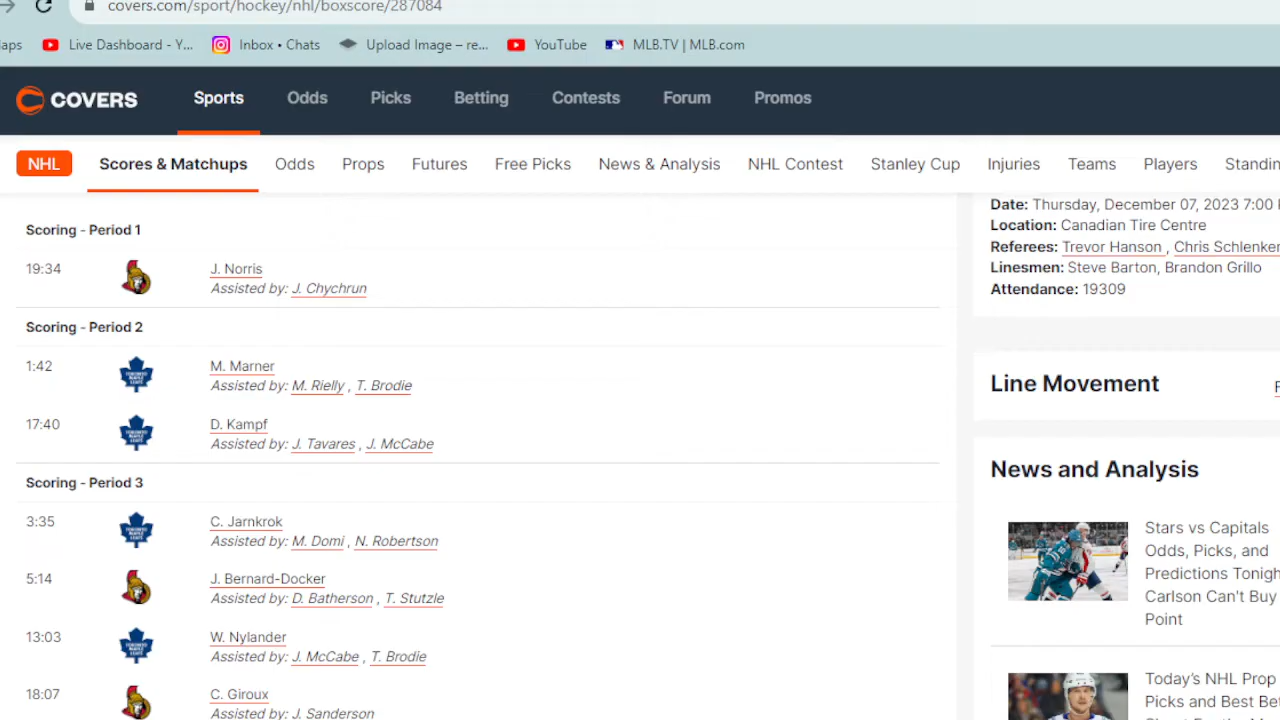 covers.com/sport/hockey/nhl/boxscore/287084
aps Live Dashboard - Y... Inbox • Chats Upload Image – re... YouTube MLB.TV | MLB.com
COVERS Sports Odds Picks Betting Contests Forum Promos
NHL Scores & Matchups Odds Props Futures Free Picks News & Analysis NHL Contest Stanley Cup Injuries Teams Players Standin
Scoring - Period 1
19:34 J. Norris
Assisted by: J. Chychrun
Scoring - Period 2
1:42 M. Marner
Assisted by: M. Rielly , T. Brodie
17:40 D. Kampf
Assisted by: J. Tavares , J. McCabe
Scoring - Period 3
3:35 C. Jarnkrok
Assisted by: M. Domi , N. Robertson
5:14 J. Bernard-Docker
Assisted by: D. Batherson , T. Stutzle
13:03 W. Nylander
Assisted by: J. McCabe , T. Brodie
18:07 C. Giroux
Assisted by: J. Sanderson
Date: Thursday, December 07, 2023 7:00 P
Location: Canadian Tire Centre
Referees: Trevor Hanson , Chris Schlenker
Linesmen: Steve Barton, Brandon Grillo
Attendance: 19309
Line Movement
News and Analysis
Stars vs Capitals
Odds, Picks, and
Predictions Tonigh
Carlson Can't Buy
Point
Today's NHL Prop
Picks and Best Be